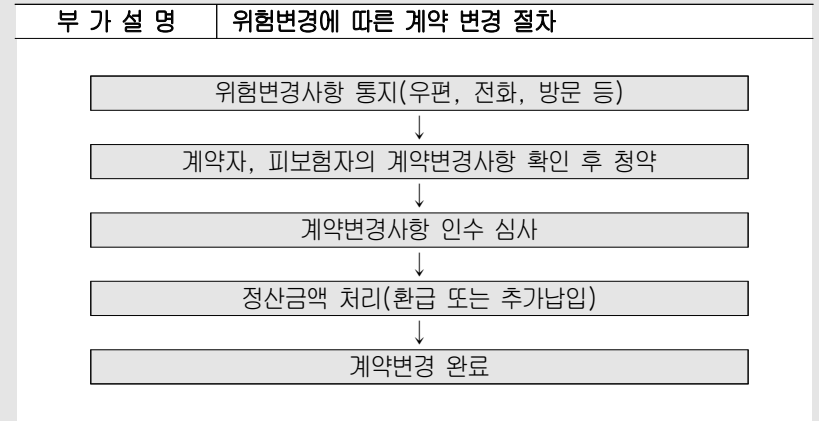 부 가 설 명 위험변경에 따른 계약 변경 절차
위험변경사항 통지(우편, 전화, 방문 등)
↓
계약자, 피보험자의 계약변경사항 확인 후 청약
↓
계약변경사항 인수 심사
↓
정산금액 처리(환급 또는 추가납입)
↓
계약변경 완료